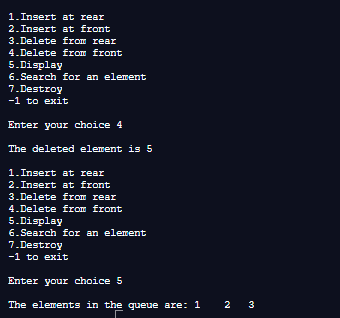 1.Insert at rear
2.Insert at front
3.Delete from rear
4.Delete from front
5.Display
6.Search for an element
7.Destroy
-1 to exit
Enter your choice 4
The deleted element is 5
1.Insert at rear
2.Insert at front
3.Delete from rear
4.Delete from front
5.Display
6.Search for an element
7.Destroy
-1 to exit
Enter your choice 5
The elements in the queue are: 1    2   3